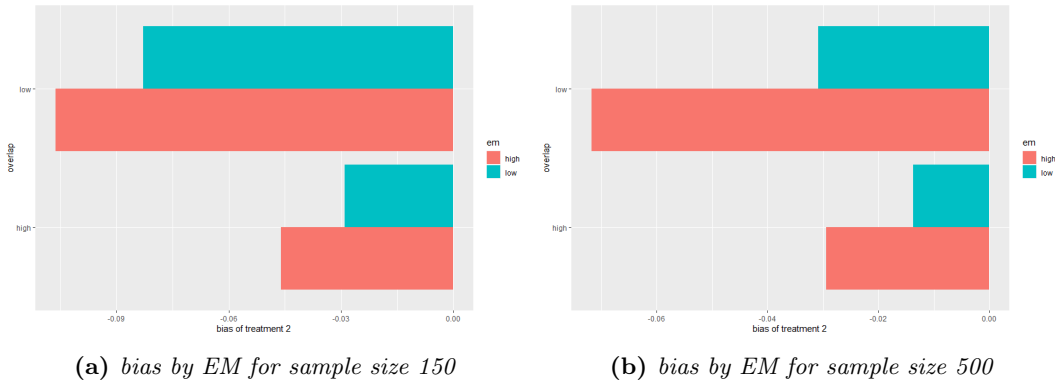 low
high
overlap
-0.09
-0.06
-0.03
0.00
bias of treatment 2
em
high
low
(a) bias by EM for sample size 150
low
high
overlap
-0.06
-0.04
-0.02
0.00
bias of treatment 2
em
high
low
(b) bias by EM for sample size 500